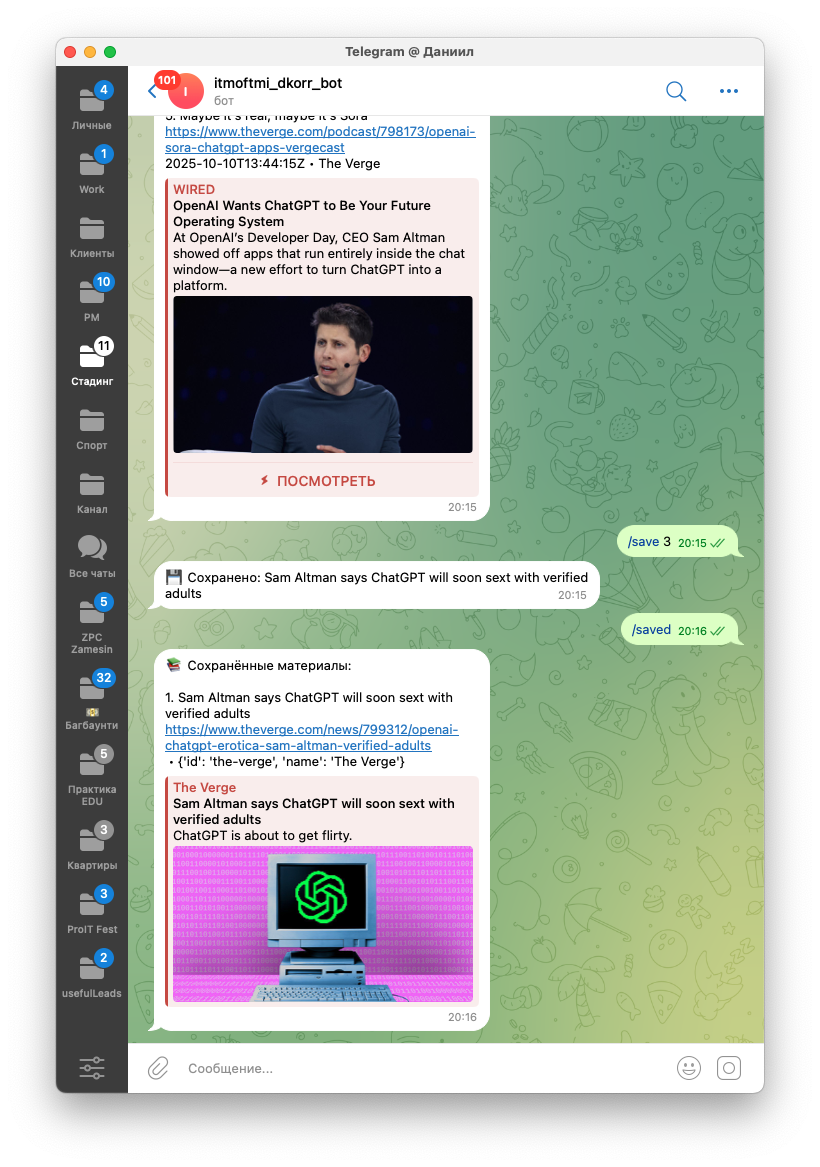 Telegram @ Даниил
4
Личные
1
Work
Клиенты
10
PM
11
Стадинг
Спорт
Канал
Все чаты
5
ZPC
Zamesin
32
Багбаунти
5
Практика
EDU
3
Квартиры
3
ProIT Fest
2
usefulLeads
101
I
itmoftmi_dkorr_bot
бот
5. Maybe it's real, maybe it's Sora
https://www.theverge.com/podcast/798173/openai-
sora-chatgpt-apps-vergecast
2025-10-10T13:44:15Z • The Verge
WIRED
OpenAI Wants ChatGPT to Be Your Future
Operating System
At OpenAI's Developer Day, CEO Sam Altman
showed off apps that run entirely inside the chat
window—a new effort to turn ChatGPT into a
platform.
ПОСМОТРЕТЬ
20:15
/save 3 20:15
Сохранено: Sam Altman says ChatGPT will soon sext with verified
adults
20:15
/saved 20:16
Сохранённые материалы:
1. Sam Altman says ChatGPT will soon sext with
verified adults
https://www.theverge.com/news/799312/openai-
chatgpt-erotica-sam-altman-verified-adults
• {'id': 'the-verge', 'name': 'The Verge'}
The Verge
Sam Altman says ChatGPT will soon sext with
verified adults
ChatGPT is about to get flirty.
20:16
Сообщение...